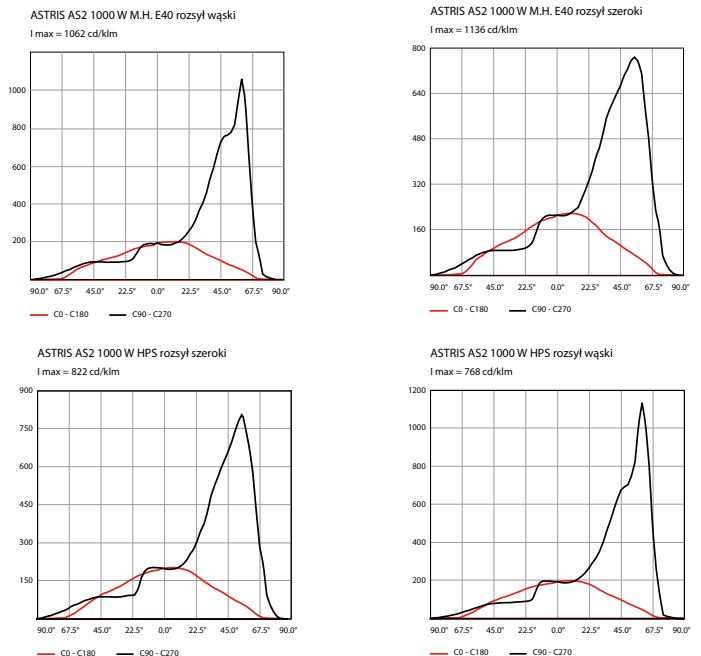 ASTRIS AS2 1000 W M.H. E40 rozsył wąski
I max = 1062 cd/klm
1000
800
600
400
200
90.0° 67.5° 45.0° 22.5° 0.0° 22.5° 45.0° 67.5° 90.0°
C0 - C180 C90 - C270
ASTRIS AS2 1000 W M.H. E40 rozsył szeroki
I max = 1136 cd/klm
800
640
480
320
160
90.0° 67.5° 45.0° 22.5° 0.0° 22.5° 45.0° 67.5° 90.0°
C0 - C180 C90 - C270
ASTRIS AS2 1000 W HPS rozsył szeroki
I max = 822 cd/klm
900
750
600
450
300
150
90.0° 67.5° 45.0° 22.5° 0.0° 22.5° 45.0° 67.5° 90.0°
C0 - C180 C90 - C270
ASTRIS AS2 1000 W HPS rozsył wąski
I max = 768 cd/klm
1200
1000
800
600
400
200
90.0° 67.5° 45.0° 22.5° 0.0° 22.5° 45.0° 67.5° 90.0°
C0 - C180 C90 - C270